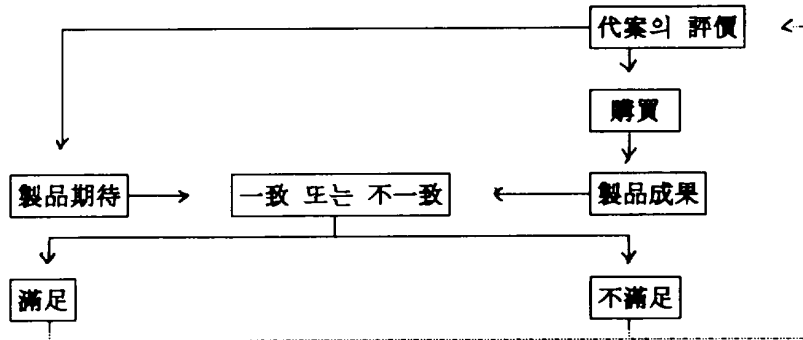 代案의 評價
購買
製品期待
一致 또는 不一致
製品成果
滿足
不滿足